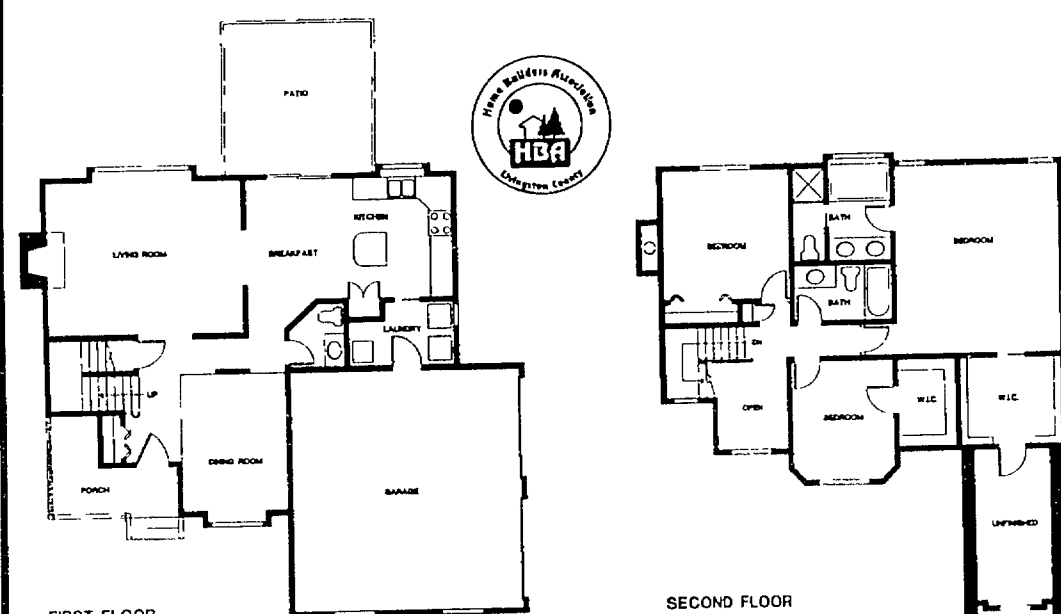 PATIO
Home Builders Association
HBA
Livingston County
KITCHEN
LIVING ROOM
BREAKFAST
LAUNDRY
UP
DINING ROOM
PORCH
GARAGE
FIRST FLOOR
BATH
BEDROOM
BEDROOM
BATH
DN
OPEN
BEDROOM
W.I.C.
W.I.C.
UNFINISHED
SECOND FLOOR